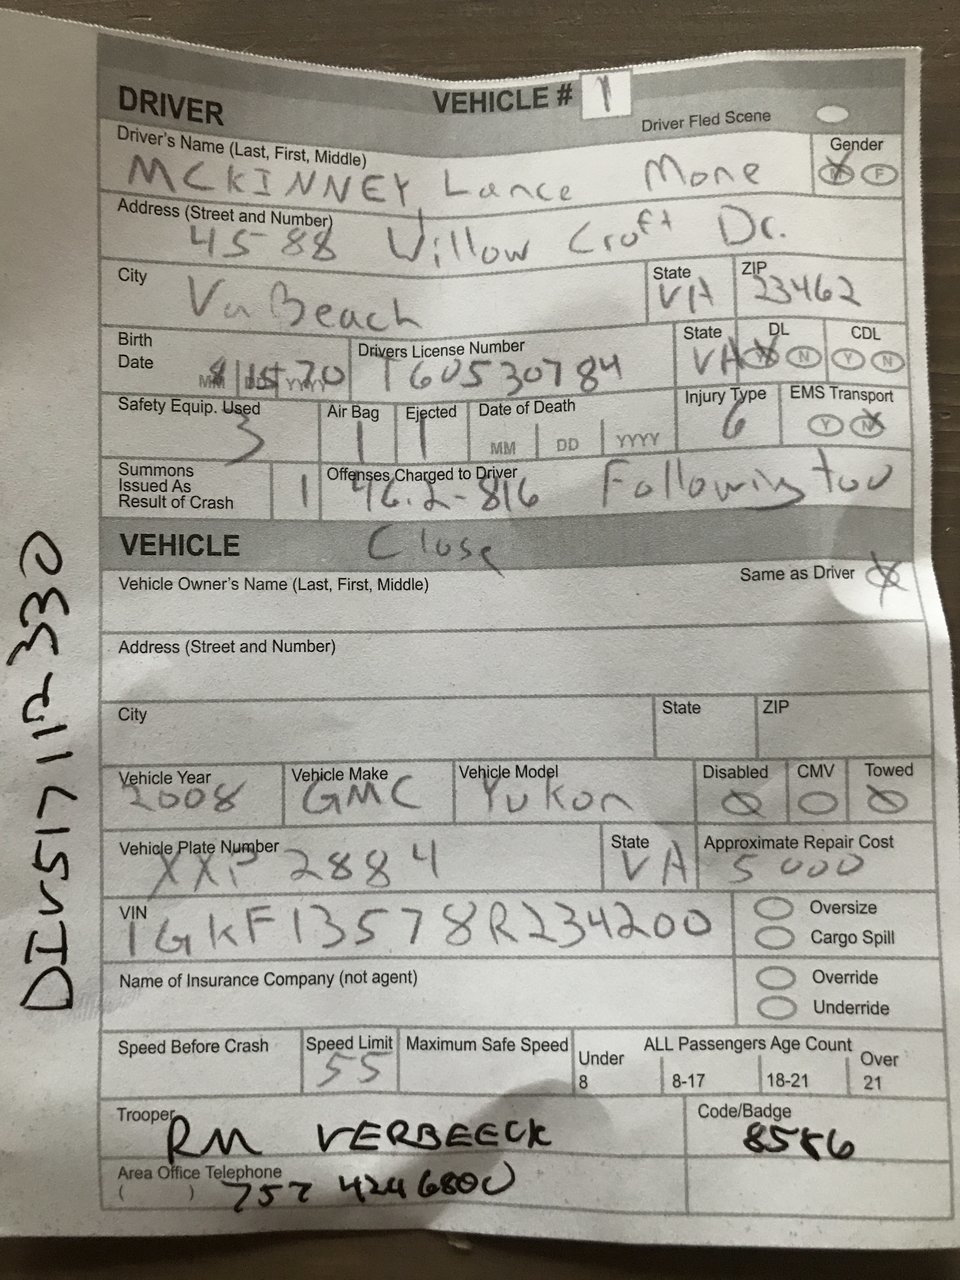 DRIVER VEHICLE # 1 Driver Fled Scene
Driver's Name (Last, First, Middle) Gender
MCKINNEY, Lance Mone M F
Address (Street and Number)
4588 Willow Croft Dr.
City State ZIP
Va Beach VA 23462
Birth Date Drivers License Number State DL CDL
MM DD YYYY
8 15 70 T60530784 VA Y N Y N
Safety Equip. Used Air Bag Ejected Date of Death Injury Type EMS Transport
3 1 1 MM DD YYYY 6 Y N
Summons Issued As Result of Crash Offenses Charged to Driver
1 46.2-816 Following too
Close
VEHICLE
Vehicle Owner's Name (Last, First, Middle) Same as Driver
Address (Street and Number)
City State ZIP
Vehicle Year Vehicle Make Vehicle Model Disabled CMV Towed
2008 GMC Yukon
Vehicle Plate Number State Approximate Repair Cost
XXP 2884 VA 5000
VIN Oversize
1GKF13578R234200 Cargo Spill
Name of Insurance Company (not agent) Override
Underride
Speed Before Crash Speed Limit Maximum Safe Speed ALL Passengers Age Count
55 Under 8 8-17 18-21 Over 21
Trooper Code/Badge
RM VERBEECK 8586
Area Office Telephone
( ) 757 424 6800